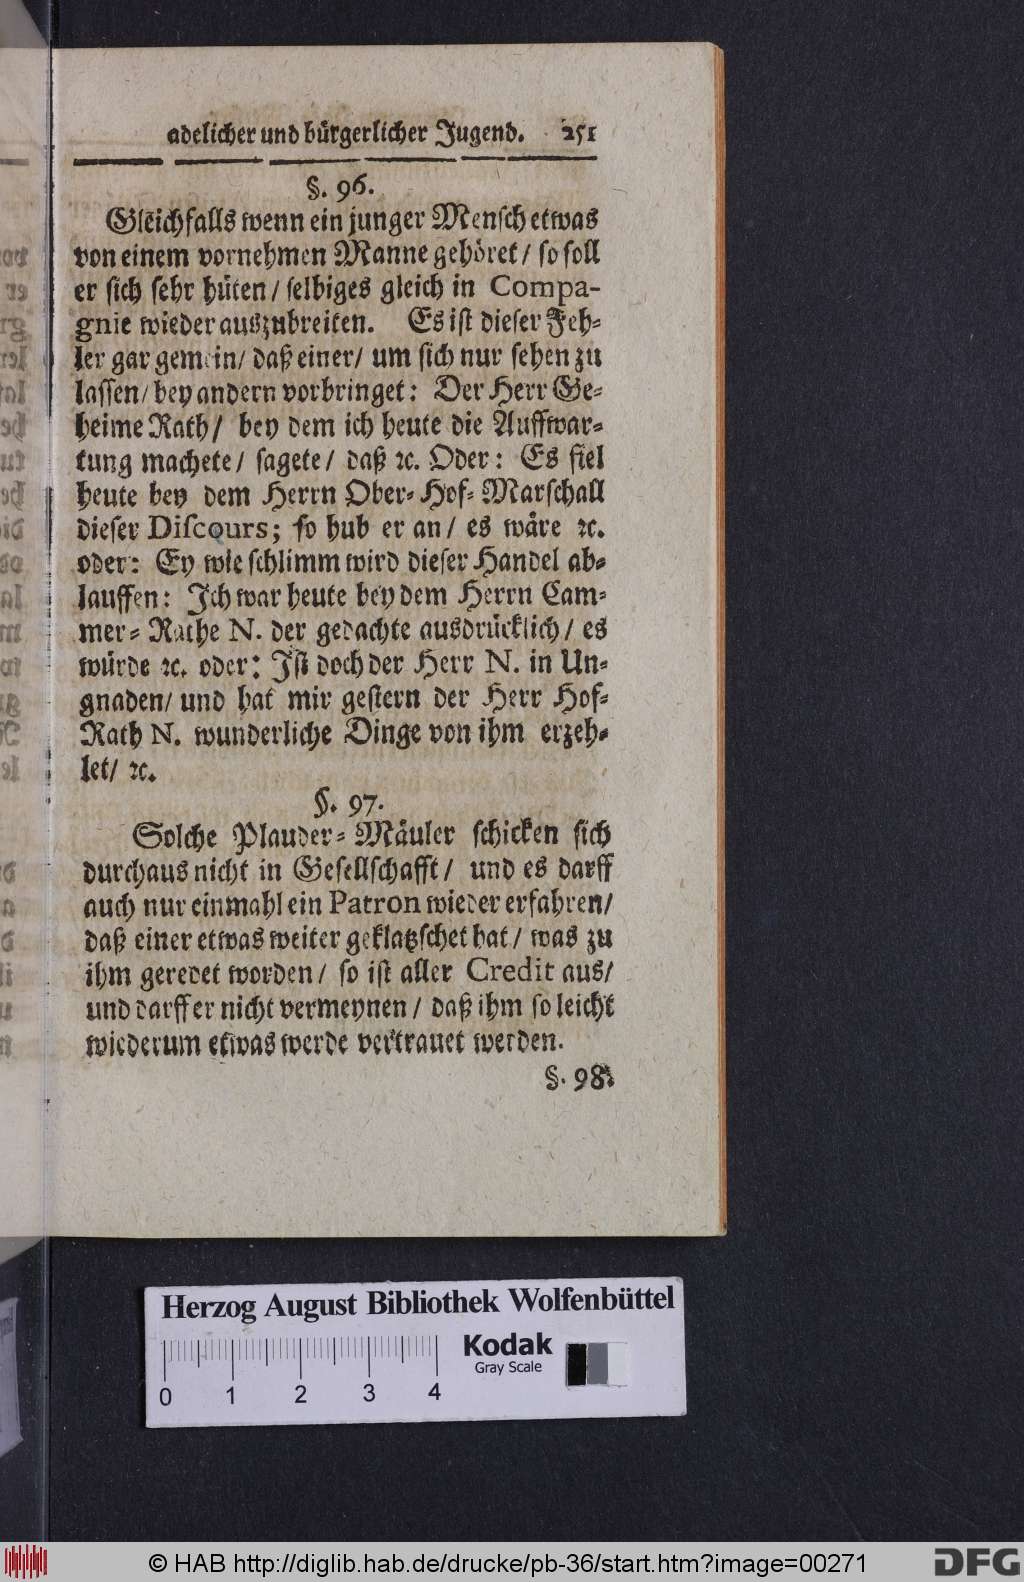 adelicher und bürgerlicher Jugend. 251
§. 96.
Gleichfalls wenn ein junger Mensch etwas
von einem vornehmen Manne gehöret / so soll
er sich sehr hüten / selbiges gleich in Compa-
gnie wieder auszubreiten. Es ist dieser Feh-
ler gar gemein / daß einer / um sich nur sehen zu
lassen / bey andern vorbringet: Der Herr Ge-
heime Rath / bey dem ich heute die Auffwar-
tung machete / sagete / daß ꝛc. Oder: Es fiel
heute bey dem Herrn Ober-Hof-Marschall
dieser Discours; so hub er an / es wäre ꝛc.
oder: Ey wie schlimm wird dieser Handel ab-
lauffen: Ich war heute bey dem Herrn Cam-
mer-Rathe N. der gedachte ausdrücklich / es
würde ꝛc. oder: Ist doch der Herr N. in Un-
gnaden / und hat mir gestern der Herr Hof-
Rath N. wunderliche Dinge von ihm erzeh-
let / ꝛc.
§. 97.
Solche Plauder-Mäuler schicken sich
durchaus nicht in Gesellschafft / und es darff
auch nur einmahl ein Patron wieder erfahren /
daß einer etwas weiter geklatzschet hat / was zu
ihm geredet worden / so ist aller Credit aus /
und darff er nicht vermeynen / daß ihm so leicht
wiederum etwas werde vertrauet werden.
§. 98.
Herzog August Bibliothek Wolfenbüttel
Kodak
Gray Scale
0 1 2 3 4
© HAB http://diglib.hab.de/drucke/pb-36/start.htm?image=00271
DFG